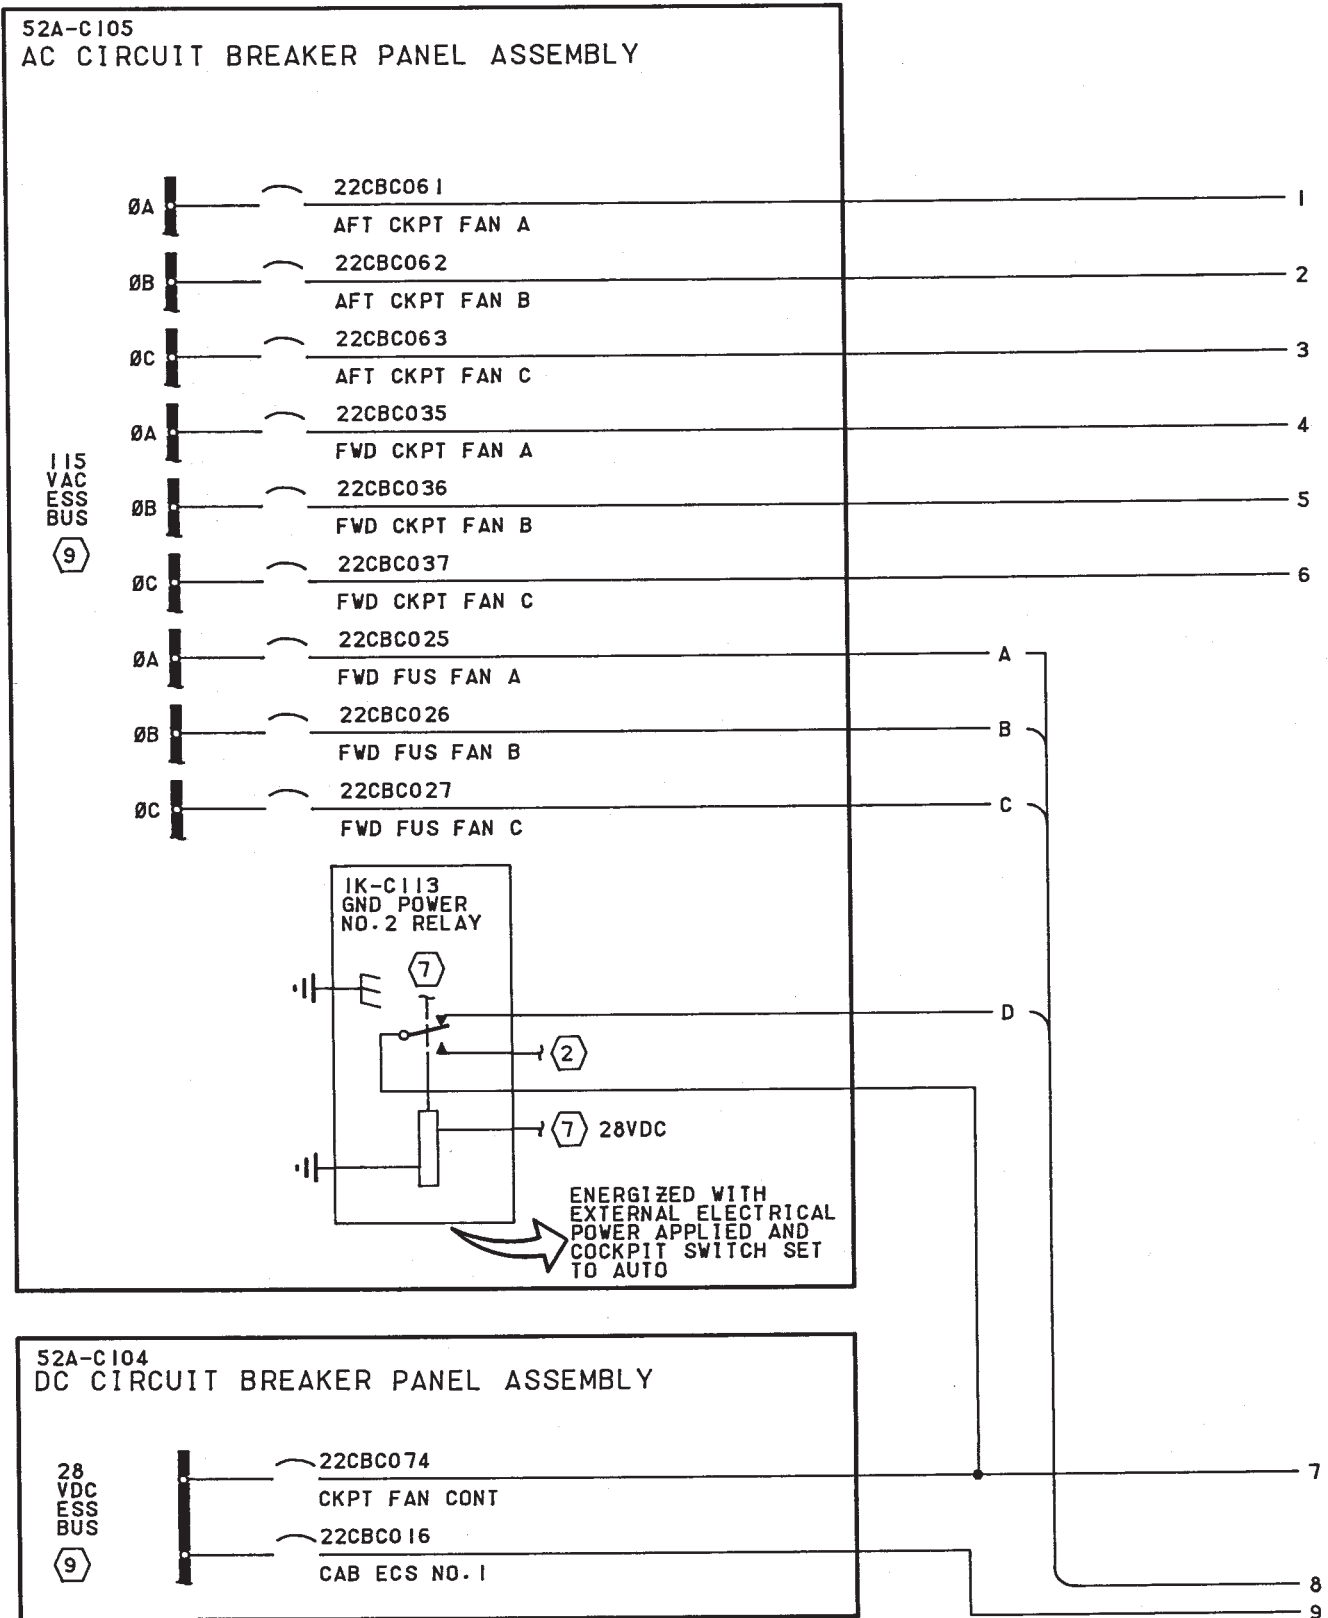 52A-C105
AC CIRCUIT BREAKER PANEL ASSEMBLY
22CBC061
ØA
1
AFT CKPT FAN A
22CBC062
ØB
2
AFT CKPT FAN B
22CBC063
ØC
3
AFT CKPT FAN C
22CBC035
ØA
4
FWD CKPT FAN A
115
VAC
ESS
BUS
9
22CBC036
ØB
5
FWD CKPT FAN B
22CBC037
ØC
6
FWD CKPT FAN C
22CBC025
ØA
A
FWD FUS FAN A
22CBC026
ØB
B
FWD FUS FAN B
22CBC027
ØC
C
FWD FUS FAN C
1K-C113
GND POWER
NO.2 RELAY
7
D
2
7 28VDC
ENERGIZED WITH
EXTERNAL ELECTRICAL
POWER APPLIED AND
COCKPIT SWITCH SET
TO AUTO
52A-C104
DC CIRCUIT BREAKER PANEL ASSEMBLY
28
VDC
ESS
BUS
9
22CBC074
7
CKPT FAN CONT
22CBC016
CAB ECS NO.1
8
9